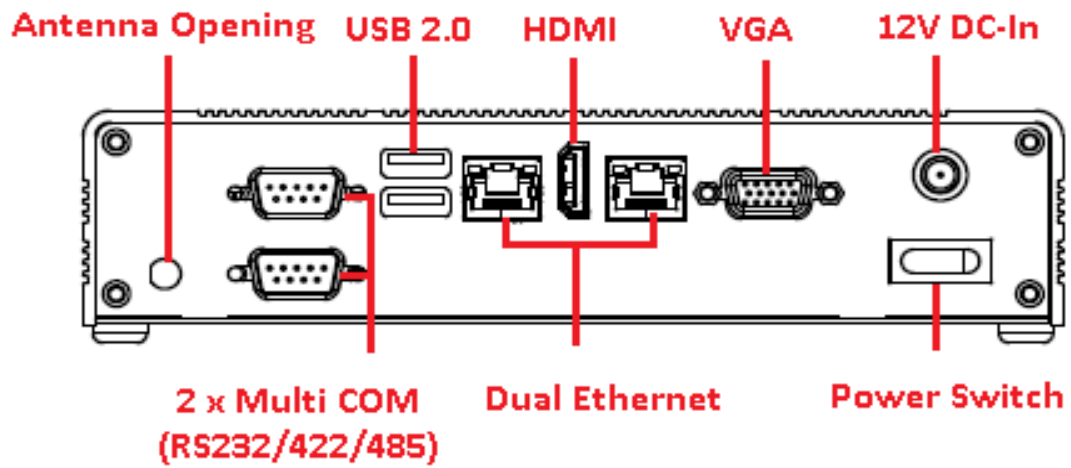 Antenna Opening
USB 2.0
HDMI
VGA
12V DC-In
2 x Multi COM
(RS232/422/485)
Dual Ethernet
Power Switch